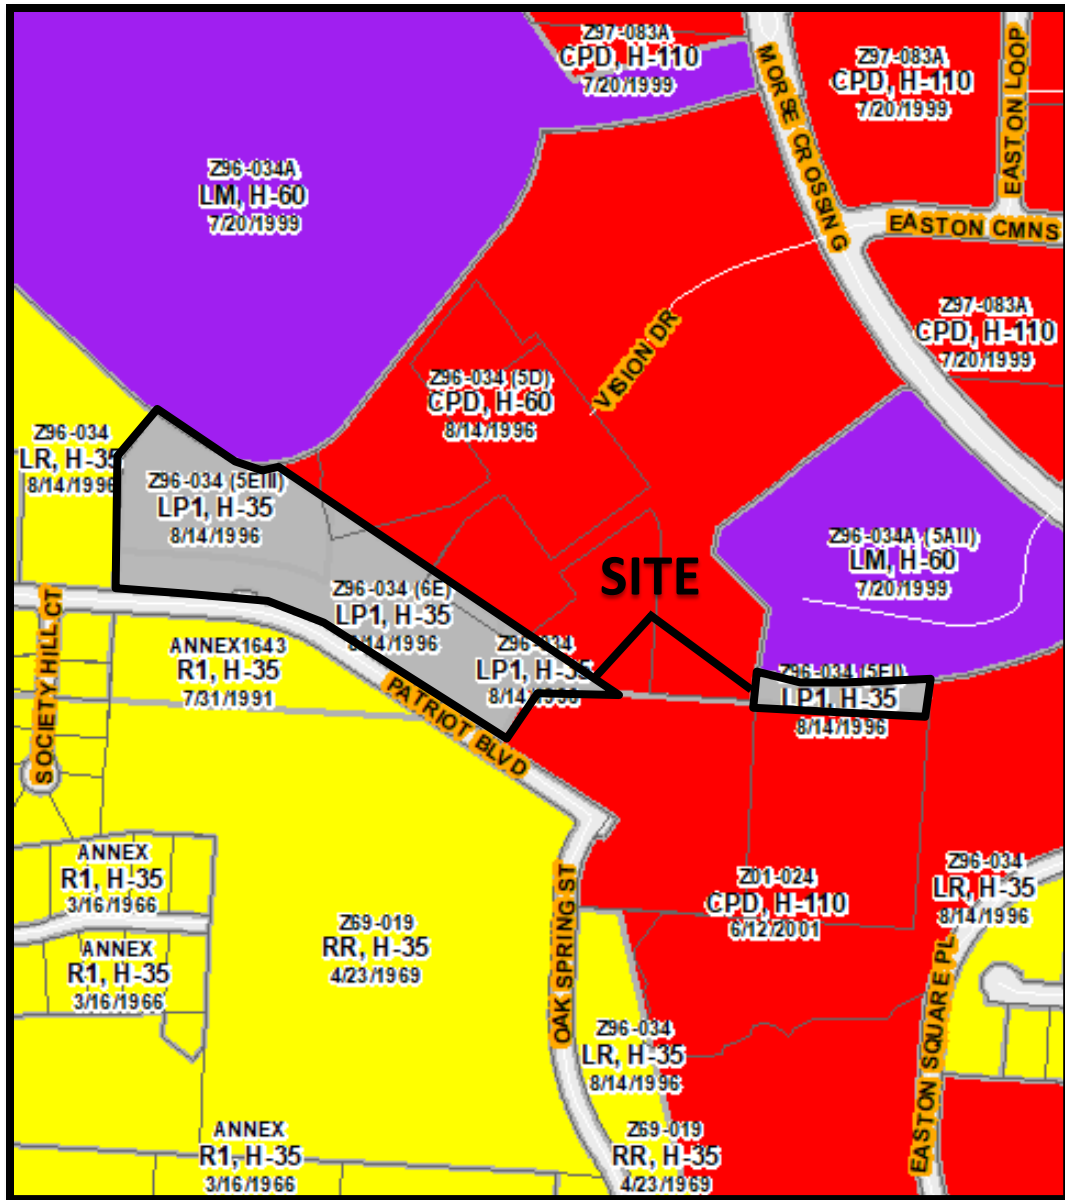 Z97-083A
CPD, H-110
7/20/1999
Z97-083A
CPD, H-110
7/20/1999
EASTON LOOP
MORSE CROSSING
EASTON CMNS
Z96-034A
LM, H-60
7/20/1999
Z97-083A
CPD, H-110
7/20/1999
VISION DR
Z96-034 (5D)
CPD, H-60
8/14/1996
Z96-034
LR, H-35
8/14/1996
Z96-034 (5EIII)
LP1, H-35
8/14/1996
Z96-034A (5AII)
LM, H-60
7/20/1999
SITE
Z96-034 (6E)
LP1, H-35
8/14/1996
SOCIETY HILL CT
ANNEX1643
R1, H-35
7/31/1991
Z96-034
LP1, H-35
8/14/1996
Z96-034 (5EI)
LP1, H-35
8/14/1996
PATRIOT BLVD
ANNEX
R1, H-35
3/16/1966
Z01-024
CPD, H-110
6/12/2001
Z96-034
LR, H-35
8/14/1996
OAK SPRING ST
Z69-019
RR, H-35
4/23/1969
ANNEX
R1, H-35
3/16/1966
EASTON SQUARE PL
Z96-034
LR, H-35
8/14/1996
ANNEX
R1, H-35
3/16/1966
Z69-019
RR, H-35
4/23/1969